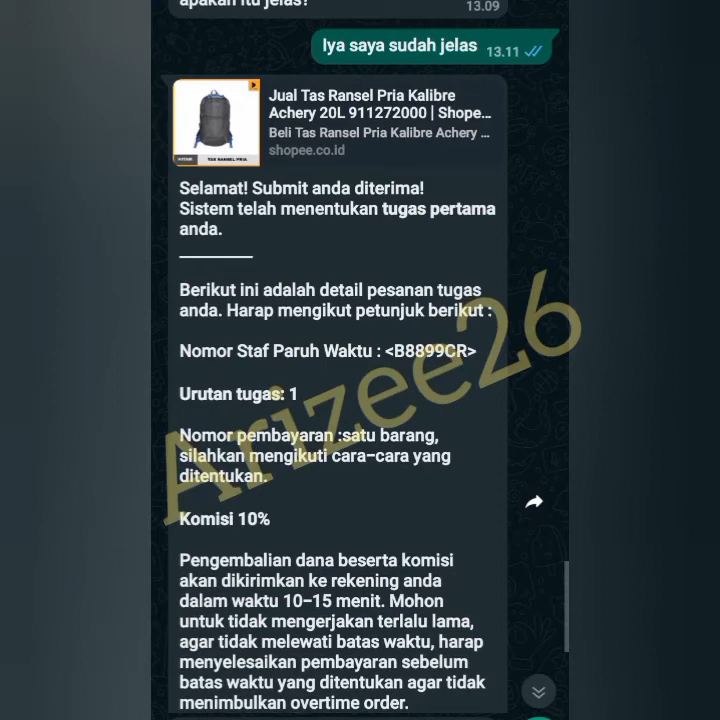 apakah itu jelas?
13.09
Iya saya sudah jelas 13.11
Jual Tas Ransel Pria Kalibre
Achery 20L 911272000 | Shope...
Beli Tas Ransel Pria Kalibre Achery ...
shopee.co.id
HITAM TAS RANSEL PRIA
Selamat! Submit anda diterima!
Sistem telah menentukan tugas pertama
anda.
Berikut ini adalah detail pesanan tugas
anda. Harap mengikut petunjuk berikut :
Nomor Staf Paruh Waktu : <B8899CR>
Urutan tugas: 1
Nomor pembayaran :satu barang,
silahkan mengikuti cara-cara yang
ditentukan.
Komisi 10%
Pengembalian dana beserta komisi
akan dikirimkan ke rekening anda
dalam waktu 10-15 menit. Mohon
untuk tidak mengerjakan terlalu lama,
agar tidak melewati batas waktu, harap
menyelesaikan pembayaran sebelum
batas waktu yang ditentukan agar tidak
menimbulkan overtime order.
Arizee26